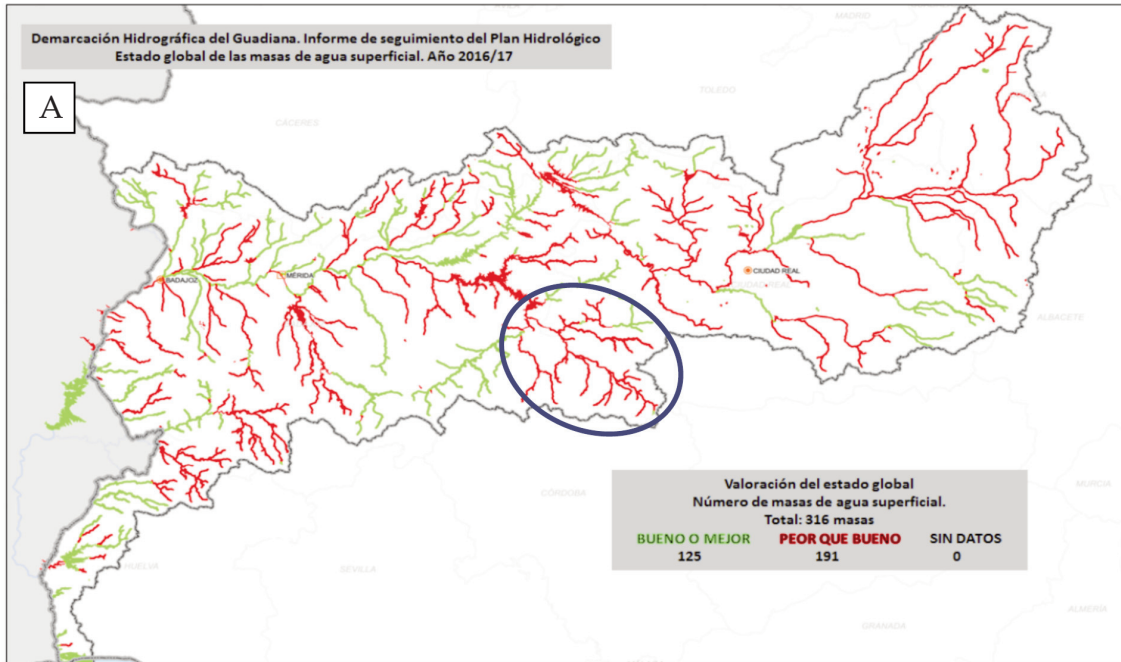 Demarcación Hidrográfica del Guadiana. Informe de seguimiento del Plan Hidrológico
Estado global de las masas de agua superficial. Año 2016/17
A
MADRID
TOLEDO
CÁCERES
BADAJOZ
MÉRIDA
CIUDAD REAL
CIUDAD REAL
ALBACETE
CÓRDOBA
MURCIA
HUELVA
SEVILLA
GRANADA
ALMERÍA
Valoración del estado global
Número de masas de agua superficial.
Total: 316 masas
BUENO O MEJOR PEOR QUE BUENO SIN DATOS
125 191 0